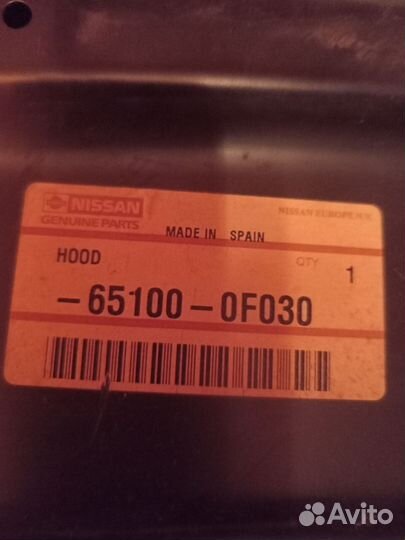 NISSAN
GENUINE PARTS
NISSAN EUROPE N.V.
MADE IN SPAIN
HOOD
QTY
1
-65100-0F030
Avito